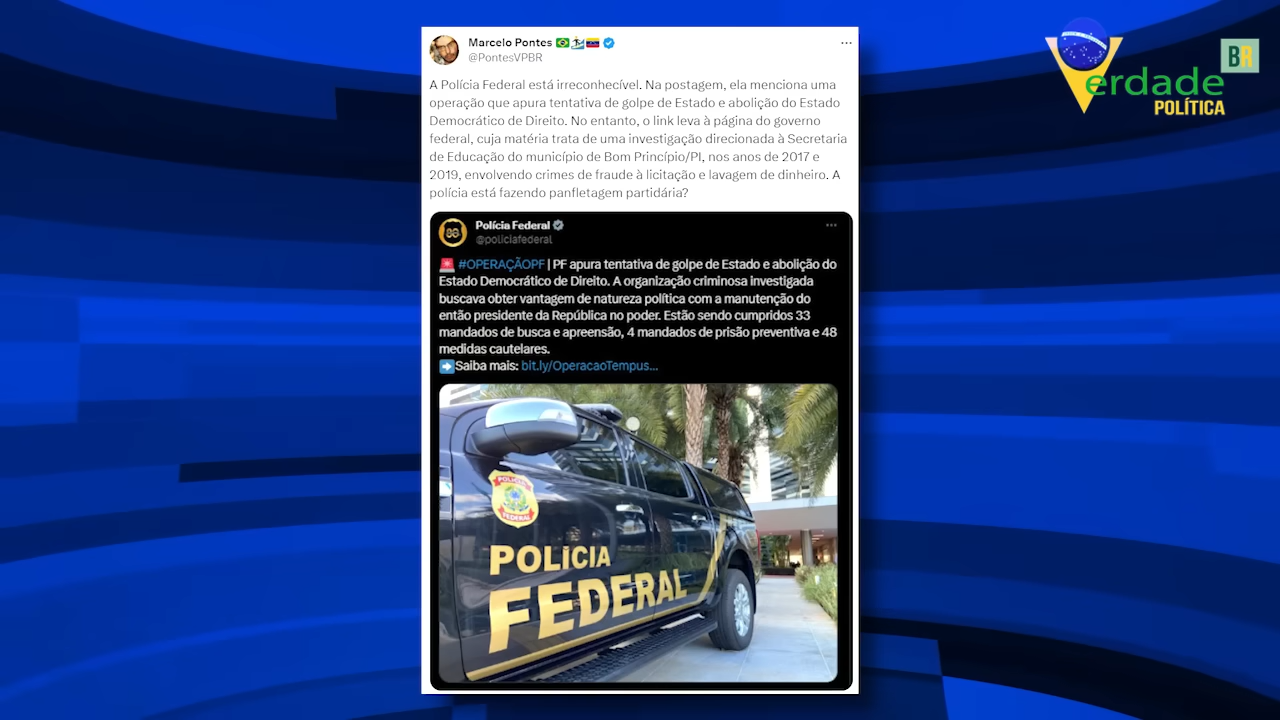 Marcelo Pontes
@PontesVPBR
A Polícia Federal está irreconhecível. Na postagem, ela menciona uma
operação que apura tentativa de golpe de Estado e abolição do Estado
Democrático de Direito. No entanto, o link leva à página do governo
federal, cuja matéria trata de uma investigação direcionada à Secretaria
de Educação do município de Bom Princípio/PI, nos anos de 2017 e
2019, envolvendo crimes de fraude à licitação e lavagem de dinheiro. A
polícia está fazendo panfletagem partidária?
Polícia Federal
@policiafederal
#OPERAÇÃOPF | PF apura tentativa de golpe de Estado e abolição do
Estado Democrático de Direito. A organização criminosa investigada
buscava obter vantagem de natureza política com a manutenção do
então presidente da República no poder. Estão sendo cumpridos 33
mandados de busca e apreensão, 4 mandados de prisão preventiva e 48
medidas cautelares.
Saiba mais: bit.ly/OperacaoTempus...
POLÍCIA
FEDERAL
POLÍCIA
FEDERAL
Verdade
POLÍTICA
BR